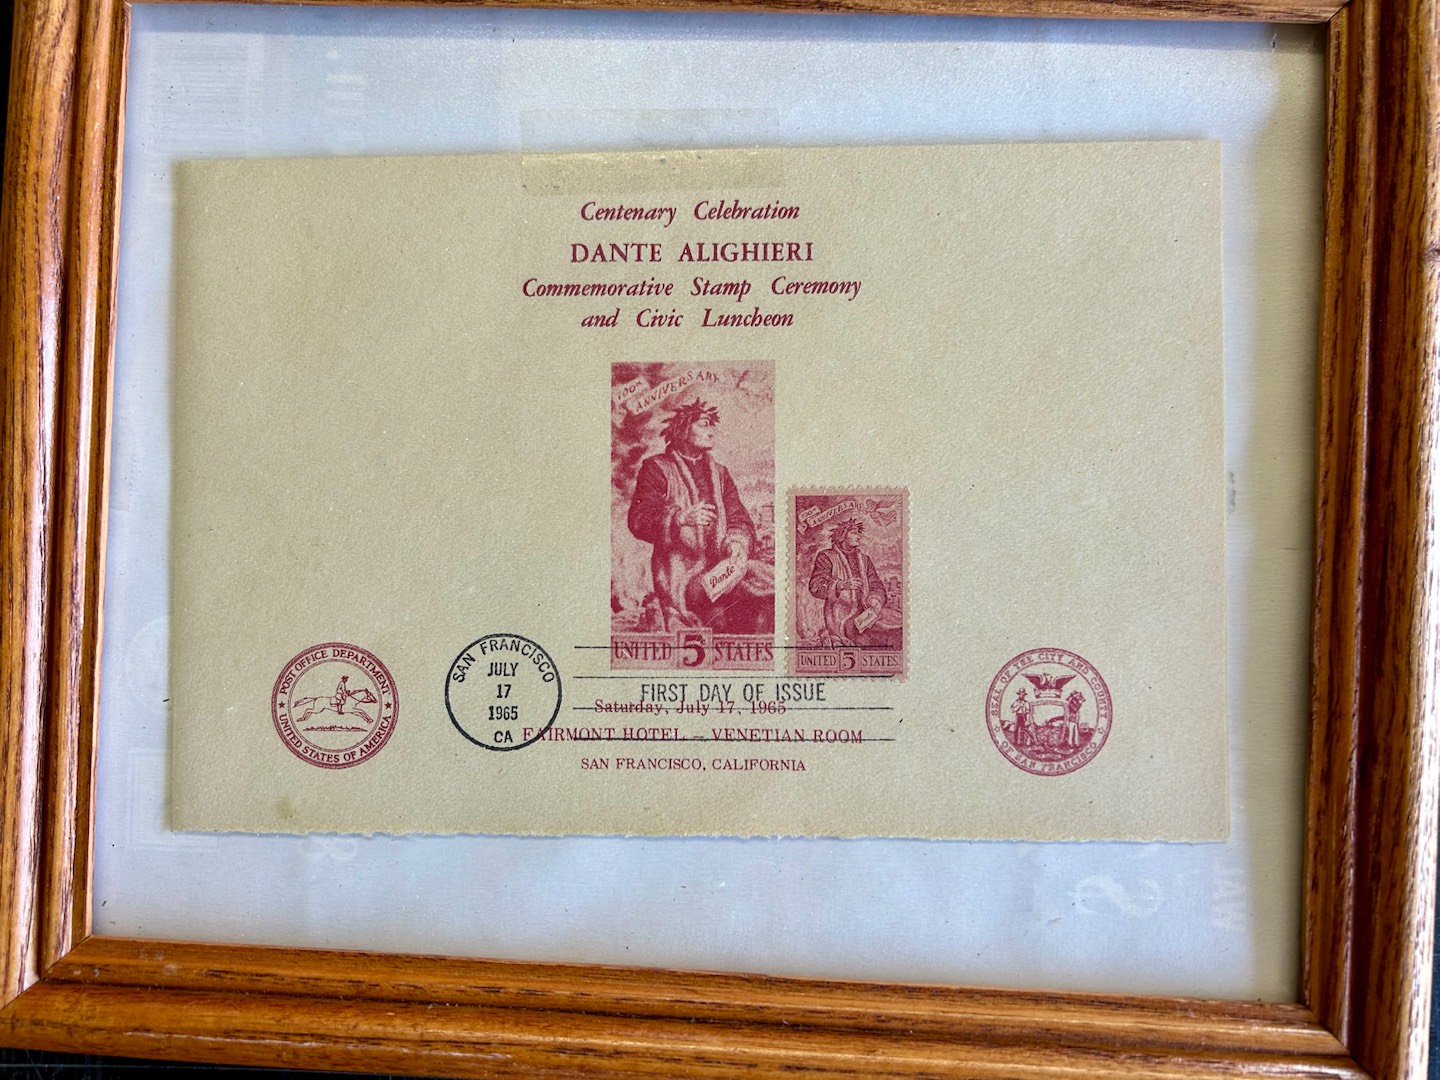 Centenary Celebration
DANTE ALIGHIERI
Commemorative Stamp Ceremony
and Civic Luncheon
700TH ANNIVERSARY
Dante
UNITED 5¢ STATES
700TH ANNIVERSARY
UNITED 5¢ STATES
POST OFFICE DEPARTMENT
UNITED STATES OF AMERICA
SAN FRANCISCO
JULY
17
1965
CA
FIRST DAY OF ISSUE
Saturday, July 17, 1965
FAIRMONT HOTEL – VENETIAN ROOM
SAN FRANCISCO, CALIFORNIA
SEAL OF THE CITY AND COUNTY
OF SAN FRANCISCO